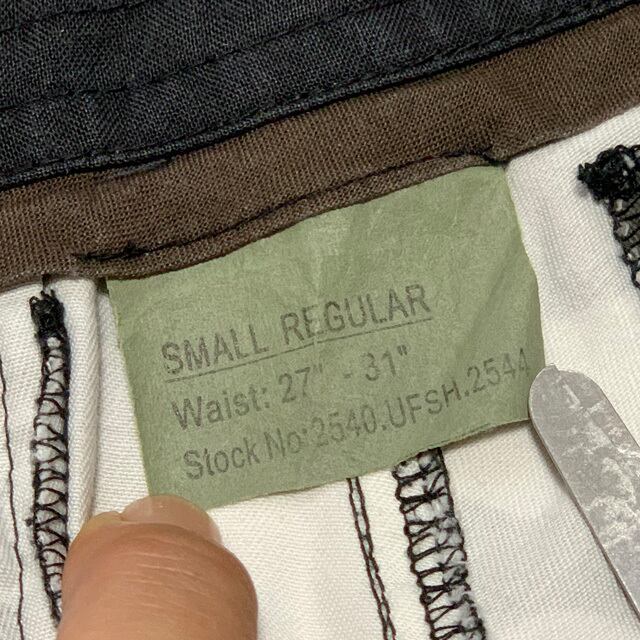 SMALL REGULAR
Waist: 27" - 31"
Stock No:2540.UFSH.2544